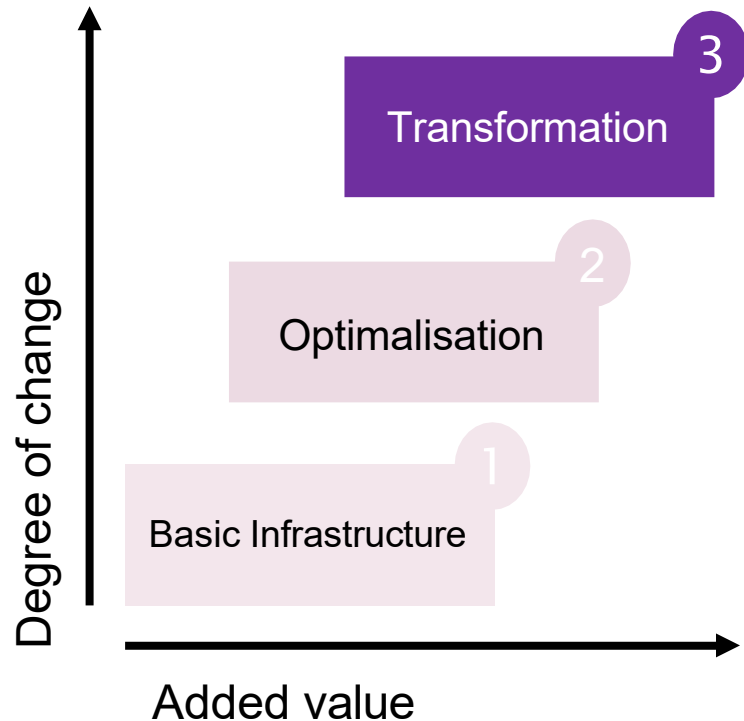 3
Transformation
2
Optimalisation
1
Basic Infrastructure
Degree of change
Added value